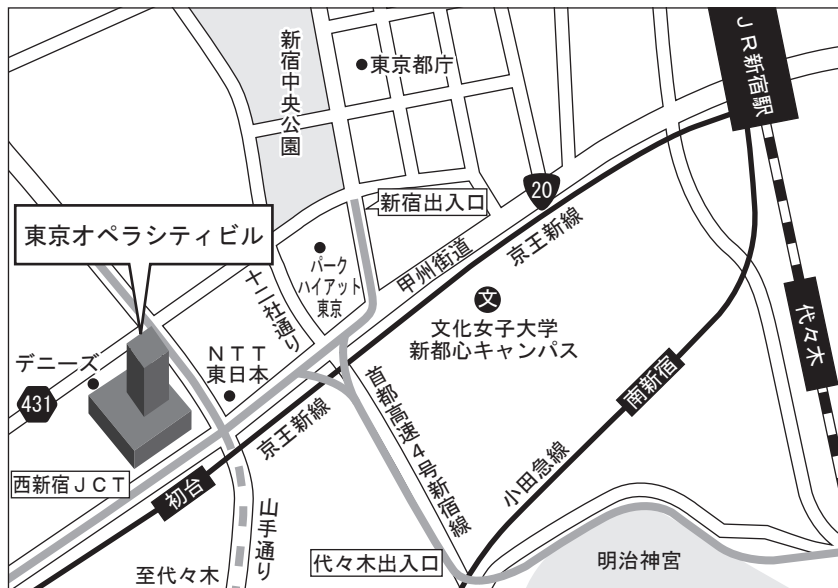 新宿中央公園
東京都庁
JR新宿駅
新宿出入口
20
東京オペラシティビル
パーク
ハイアット
東京
甲州街道
京王新線
十二社通り
文
文化女子大学
新都心キャンパス
代々木
デニーズ
NTT
東日本
431
首都高速4号新宿線
南新宿
京王新線
小田急線
西新宿JCT
初台
山手通り
至代々木
代々木出入口
明治神宮